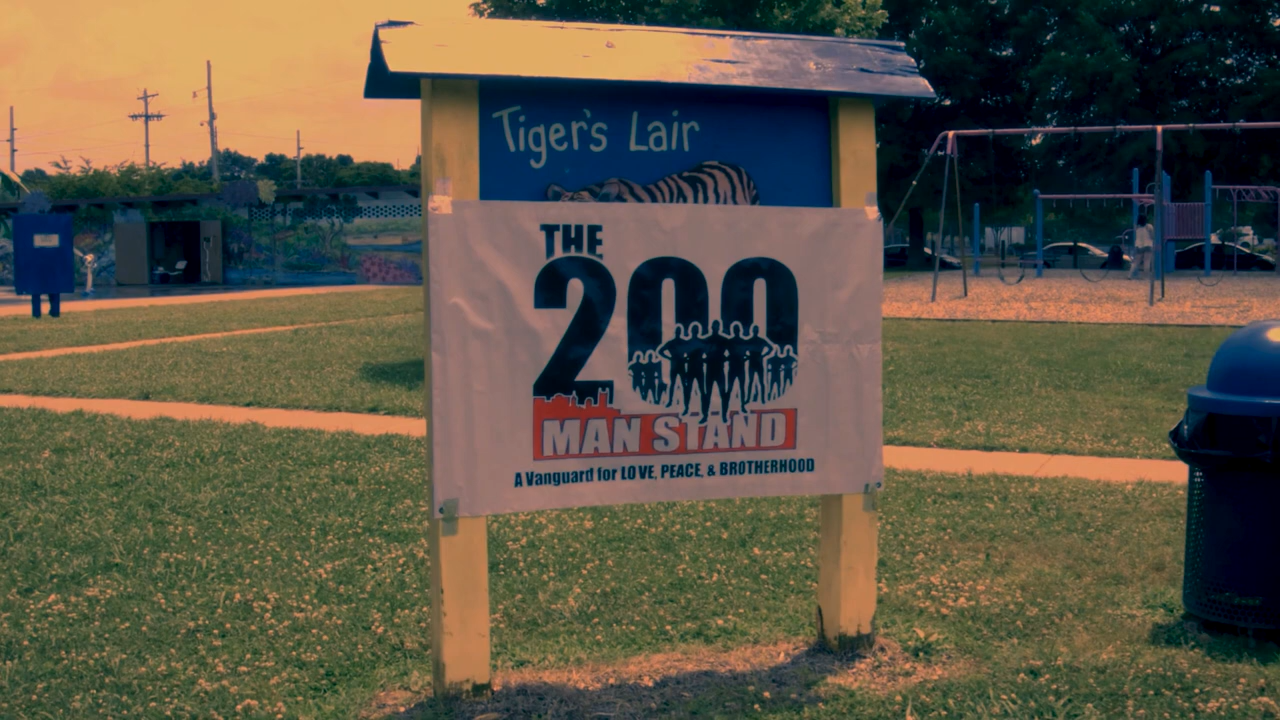 Tiger's Lair
THE
200
MAN STAND
A Vanguard for LOVE, PEACE, & BROTHERHOOD